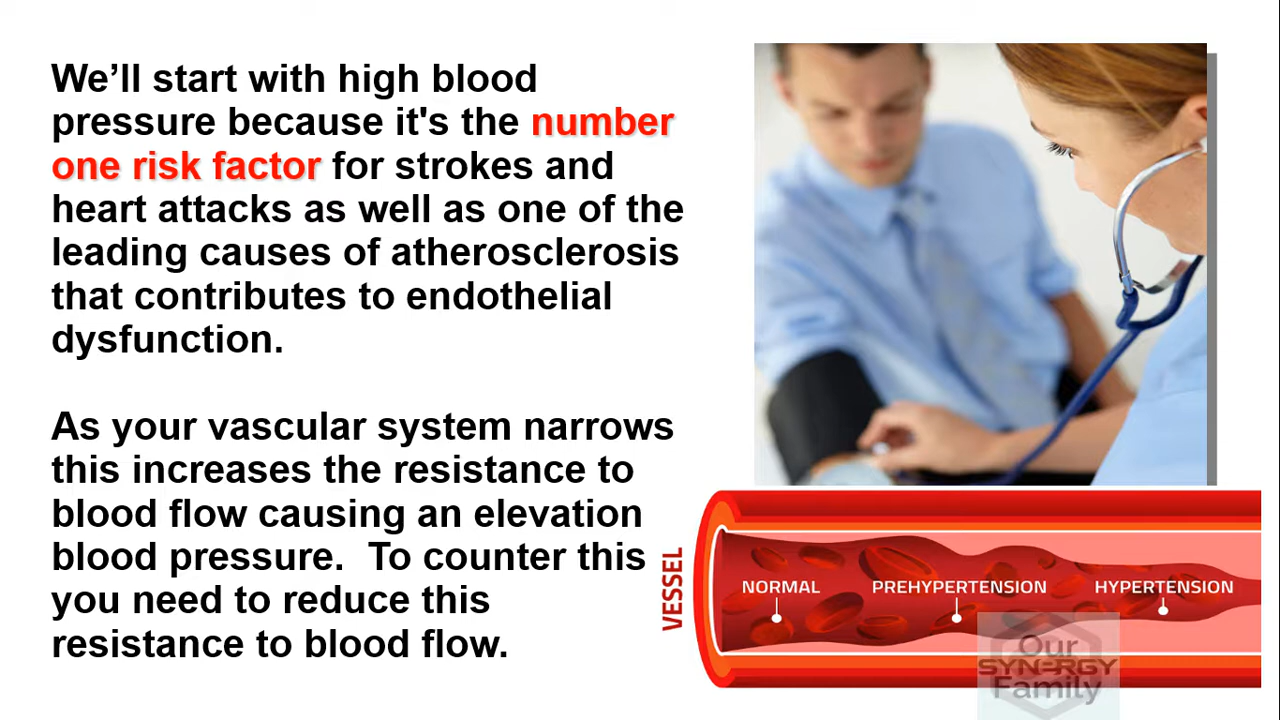 We’ll start with high blood
pressure because it's the number
one risk factor for strokes and
heart attacks as well as one of the
leading causes of atherosclerosis
that contributes to endothelial
dysfunction.
As your vascular system narrows
this increases the resistance to
blood flow causing an elevation
blood pressure.  To counter this
you need to reduce this
resistance to blood flow.
VESSEL
NORMAL
PREHYPERTENSION
HYPERTENSION
Our
SYNERGY
Family